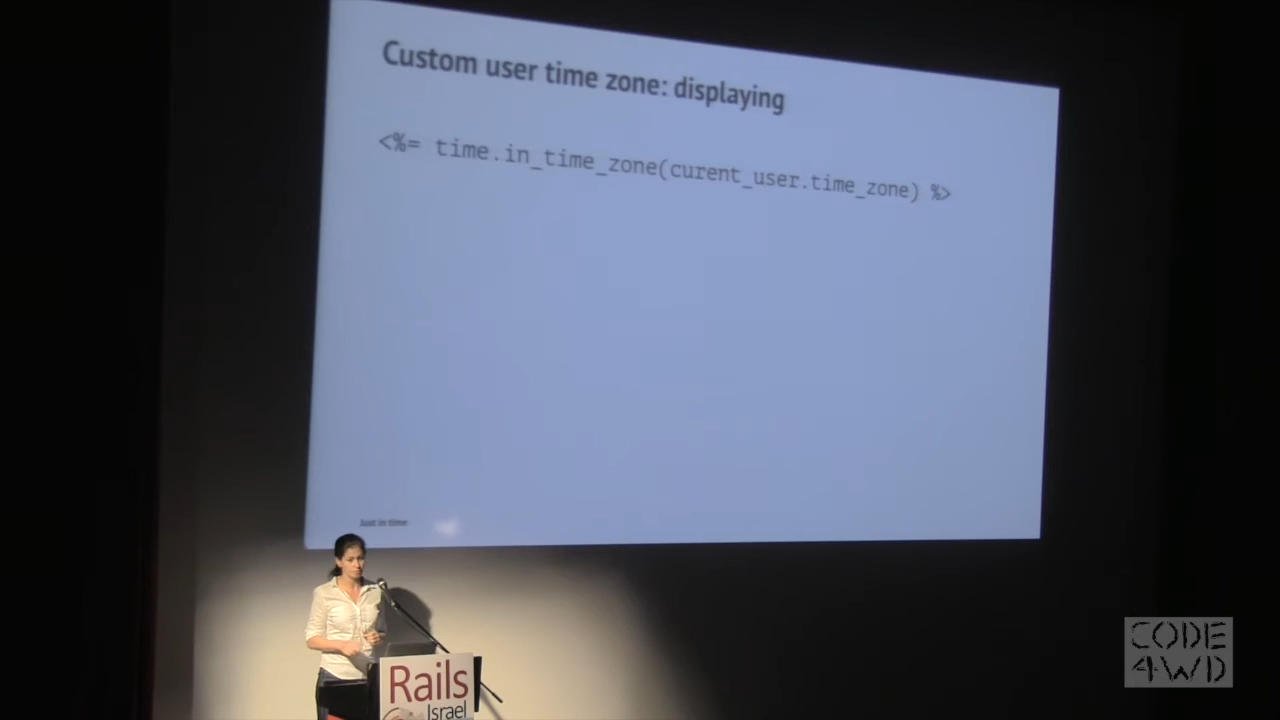 Custom user time zone: displaying
<%= time.in_time_zone(curent_user.time_zone) %>
Just in time
Rails
Israel
CODE
4WD